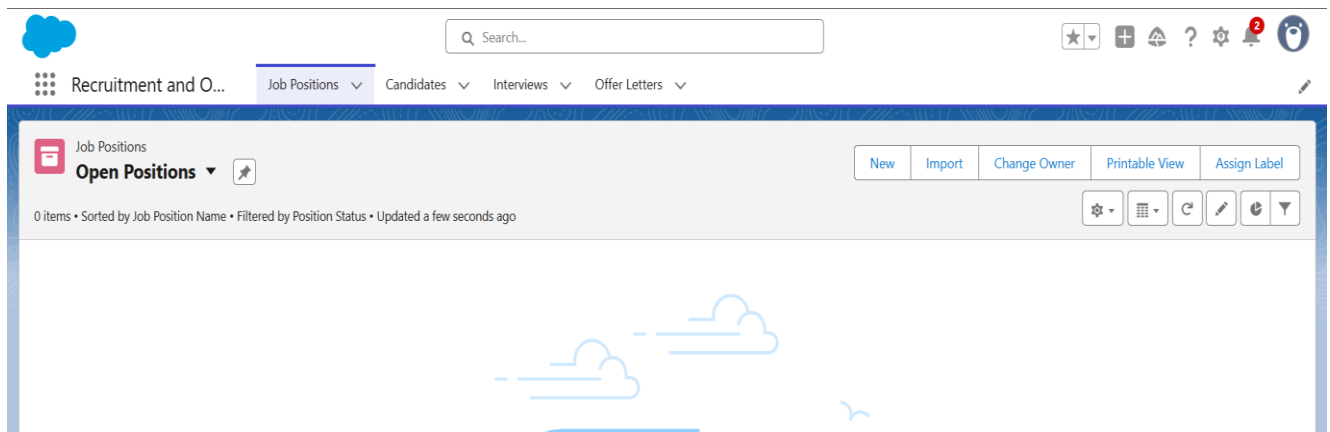 Search...
2
Recruitment and O...
Job Positions
Candidates
Interviews
Offer Letters
Job Positions
Open Positions
New
Import
Change Owner
Printable View
Assign Label
0 items • Sorted by Job Position Name • Filtered by Position Status • Updated a few seconds ago